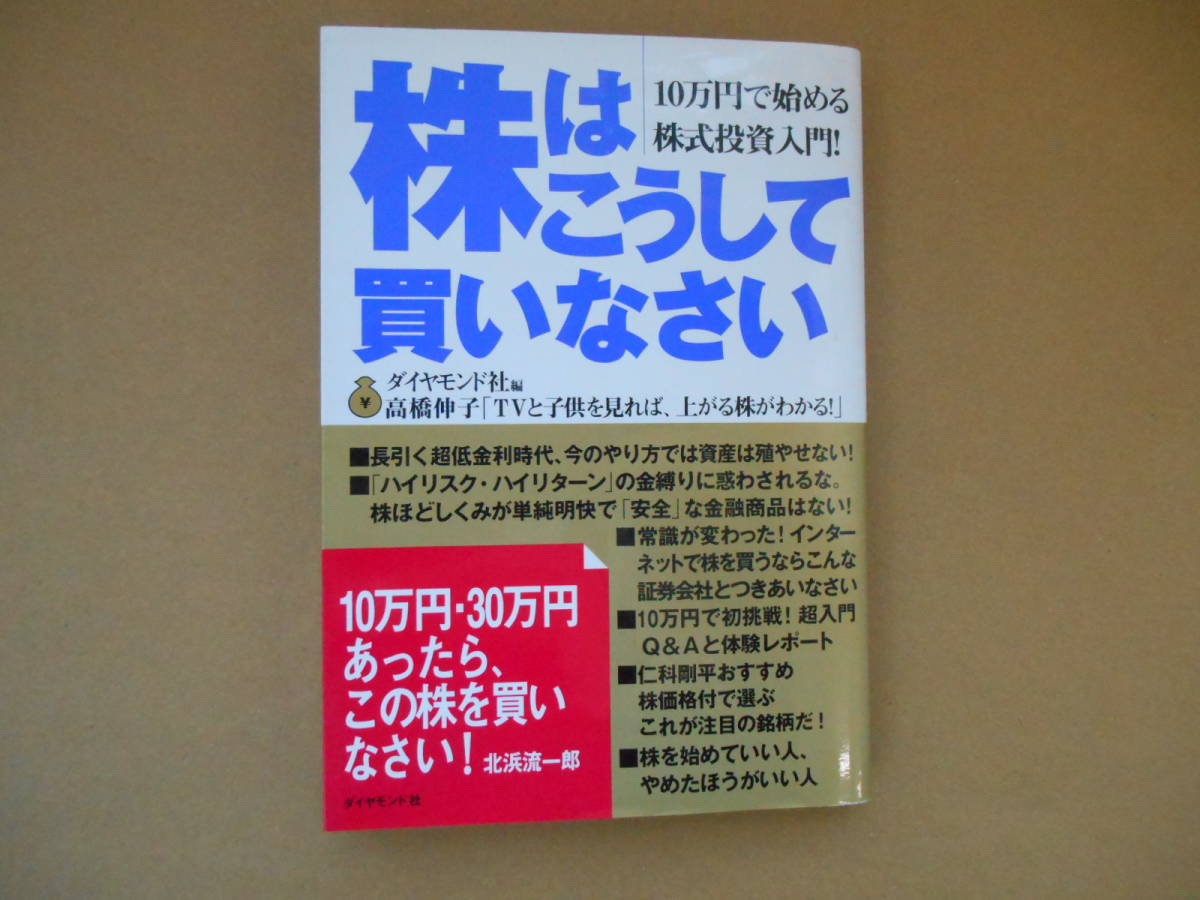 10万円で始める
株式投資入門!
株は
こうして
買いなさい
ダイヤモンド社編
¥
高橋伸子「TVと子供を見れば、上がる株がわかる!」
■長引く超低金利時代、今のやり方では資産は殖やせない!
■「ハイリスク・ハイリターン」の金縛りに惑わされるな。
株ほどしくみが単純明快で「安全」な金融商品はない!
■常識が変わった!インター
ネットで株を買うならこんな
証券会社とつきあいなさい
■10万円で初挑戦!超入門
Q&Aと体験レポート
■仁科剛平おすすめ
株価格付で選ぶ
これが注目の銘柄だ!
■株を始めていい人、
やめたほうがいい人
10万円・30万円
あったら、
この株を買い
なさい!北浜流一郎
ダイヤモンド社